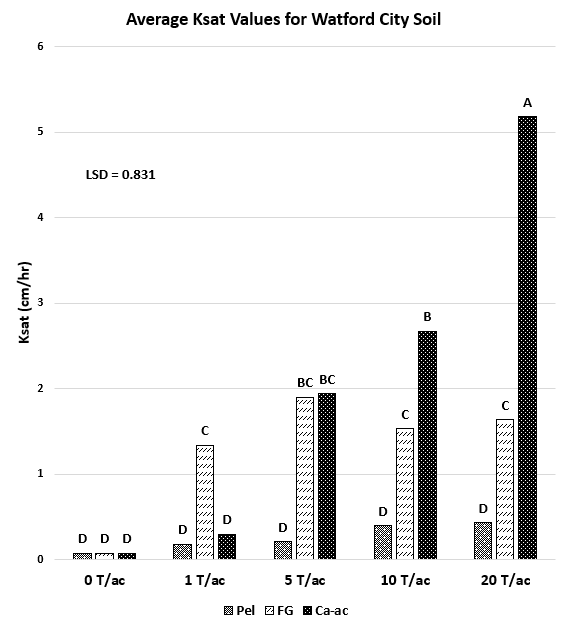 Average Ksat Values for Watford City Soil
6
A
5
LSD = 0.831
4
Ksat (cm/hr)
3
B
BC BC
2
C C C
1
D D D D D D D D
0
0 T/ac 1 T/ac 5 T/ac 10 T/ac 20 T/ac
Pel FG Ca-ac